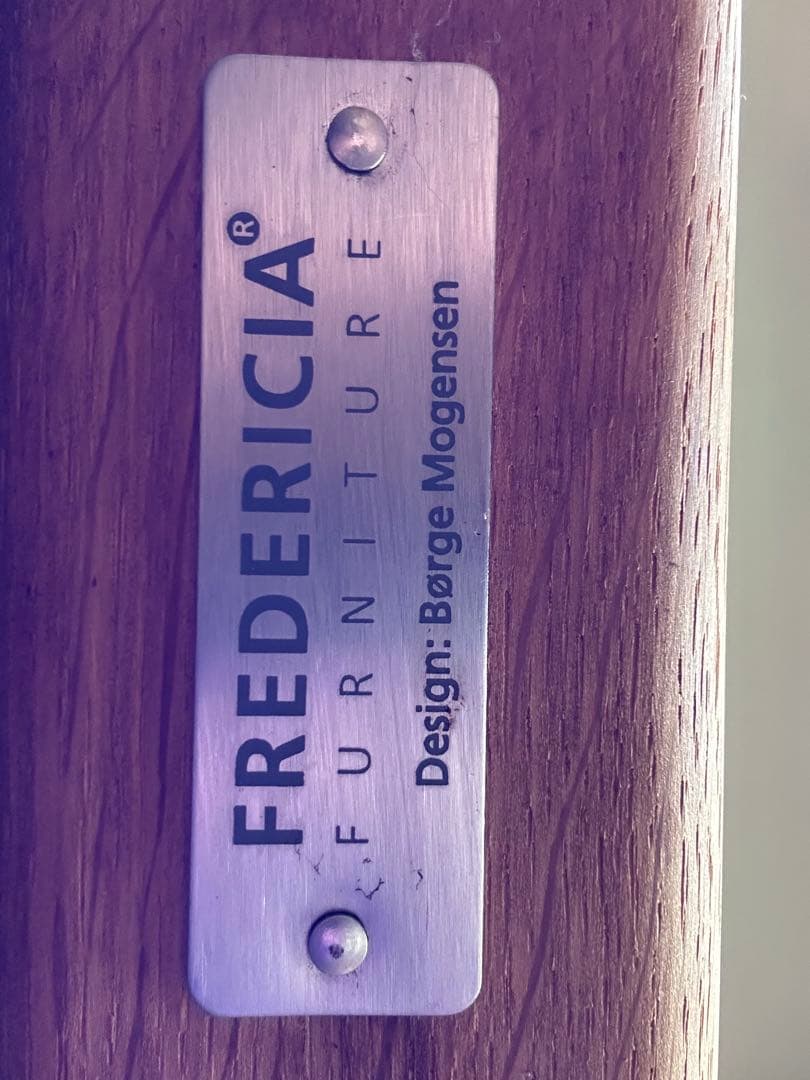 FREDERICIA®
FURNITURE
Design: Børge Mogensen